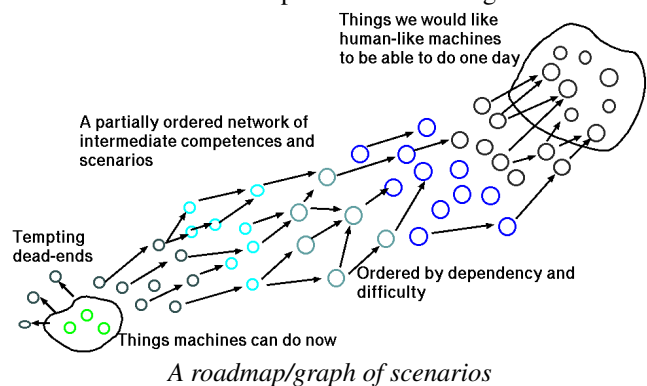 Things we would like
human-like machines
to be able to do one day
A partially ordered network of
intermediate competences and
scenarios
Tempting
dead-ends
Ordered by dependency and
difficulty
Things machines can do now
A roadmap/graph of scenarios